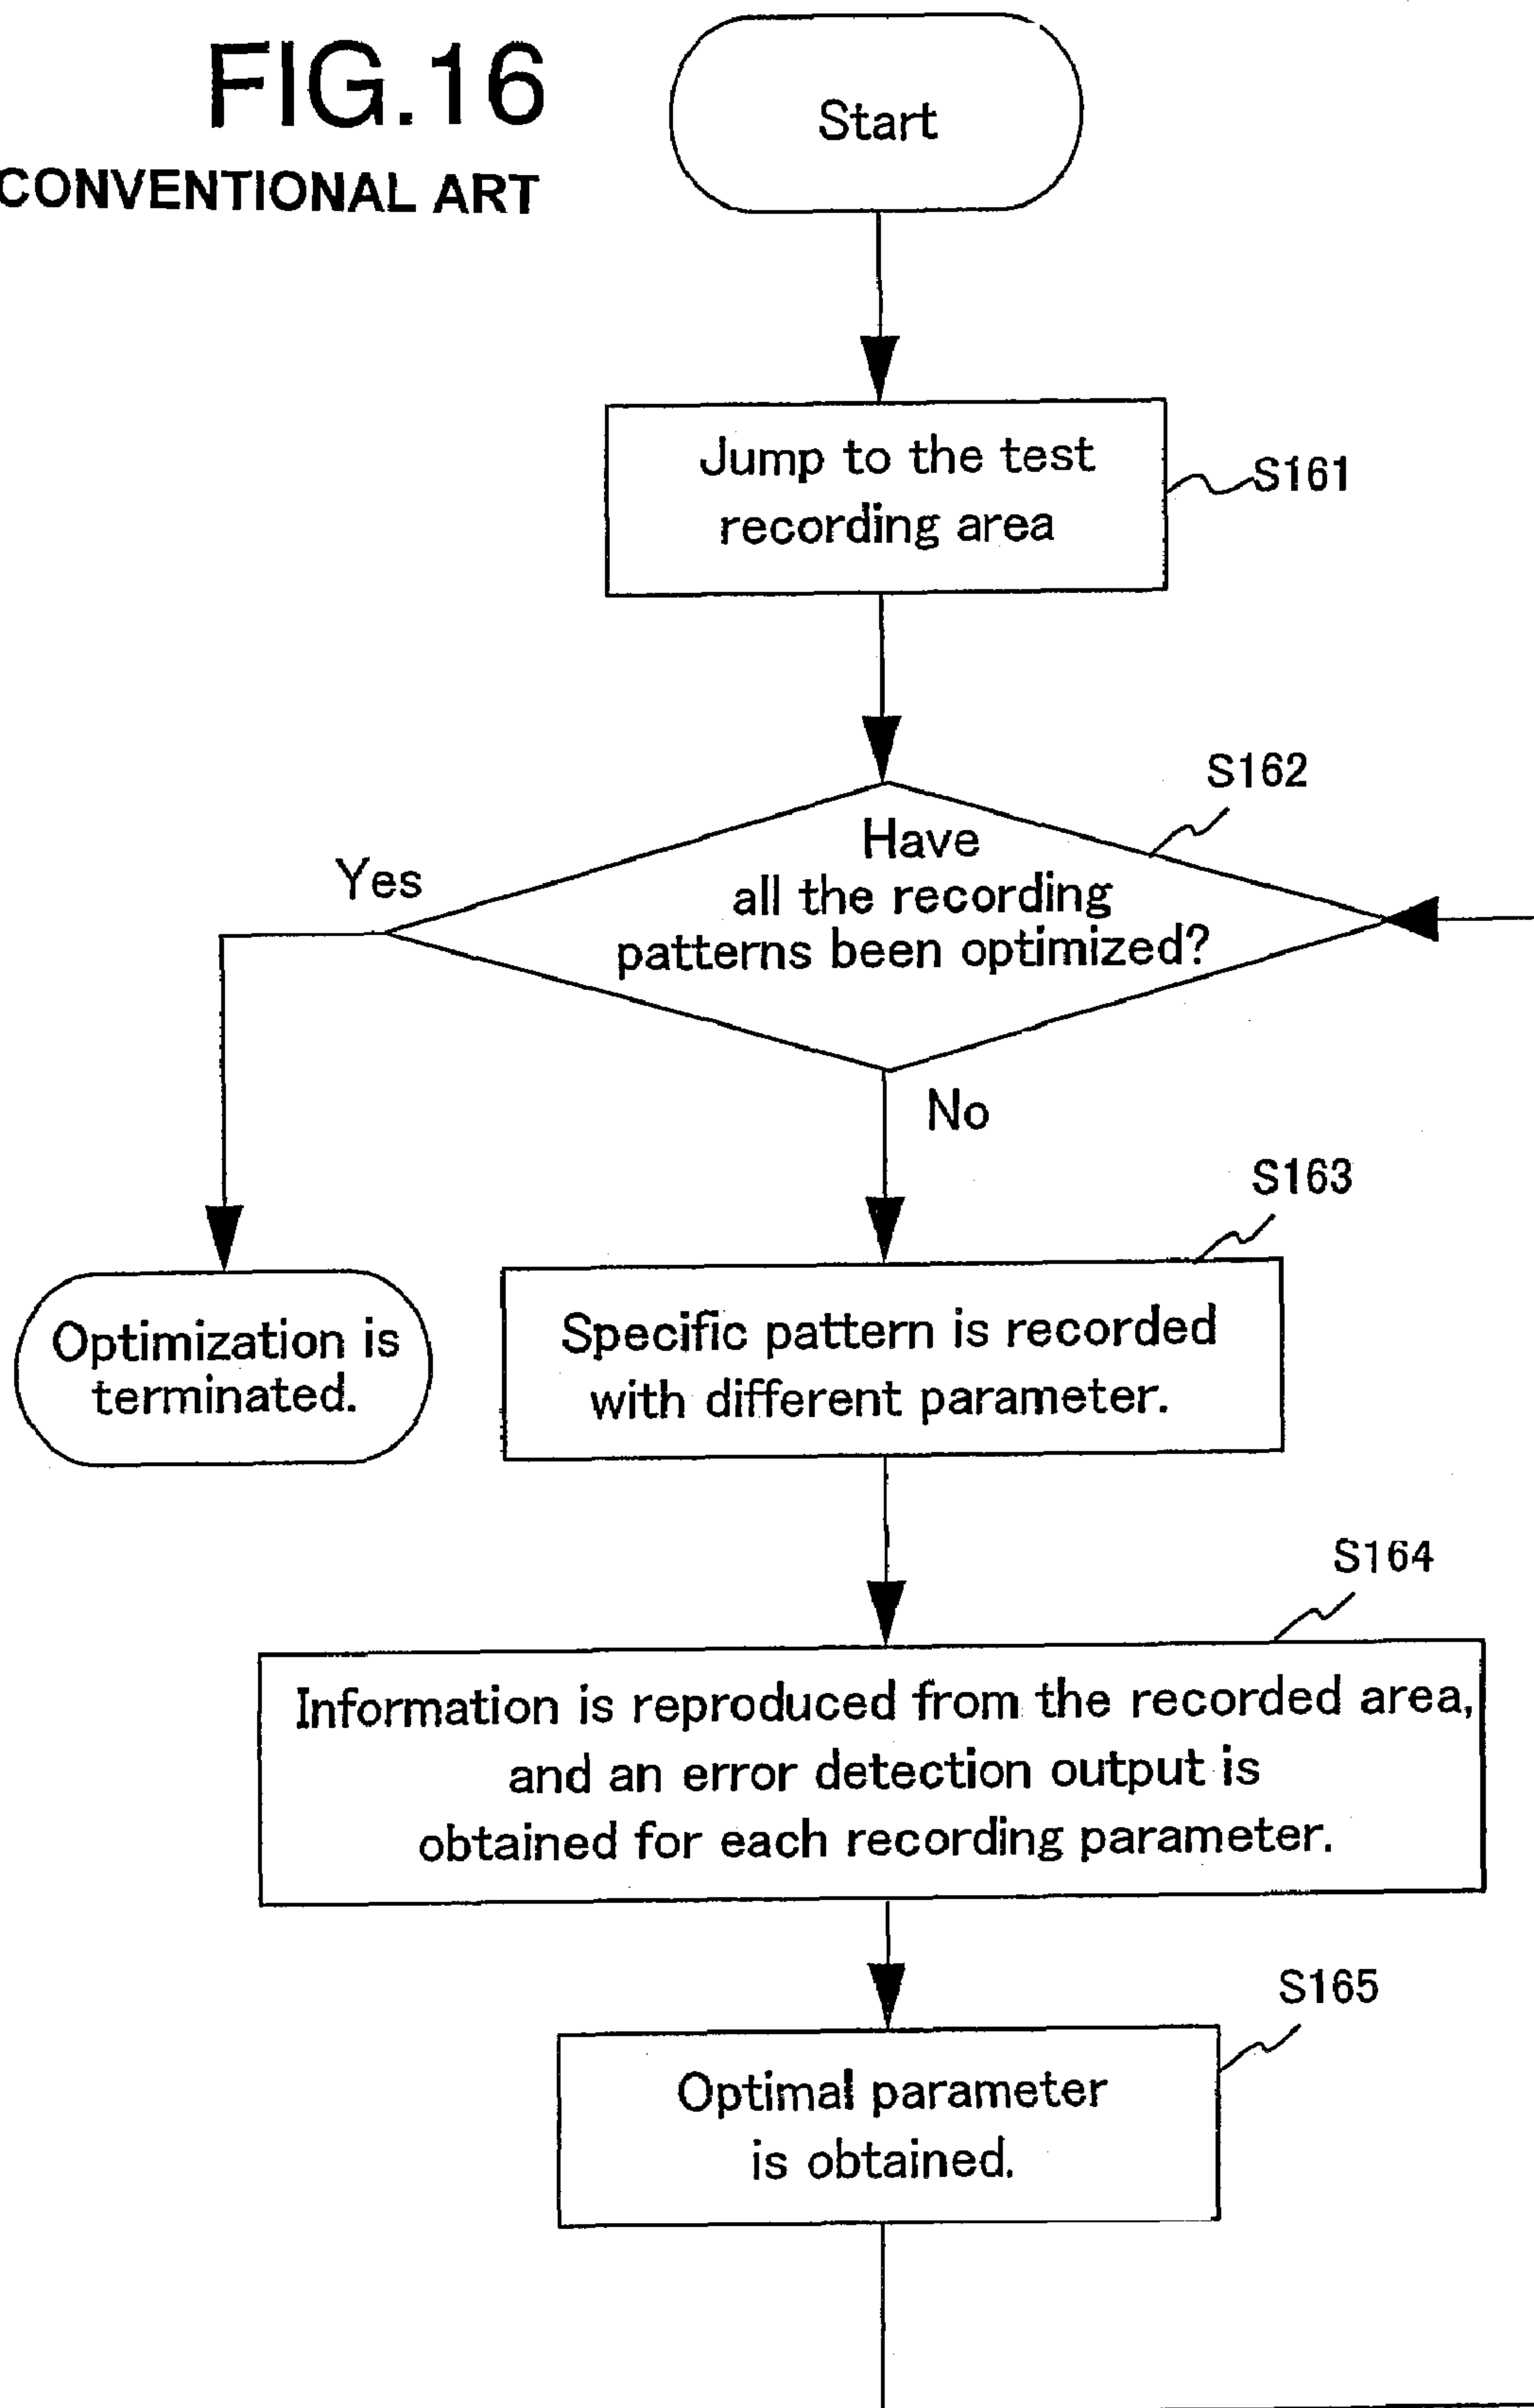 FIG.16
CONVENTIONAL ART
Start
Jump to the test
recording area
S161
S162
Have
all the recording
patterns been optimized?
Yes
No
Optimization is
terminated.
S163
Specific pattern is recorded
with different parameter.
S164
Information is reproduced from the recorded area,
and an error detection output is
obtained for each recording parameter.
S165
Optimal parameter
is obtained.